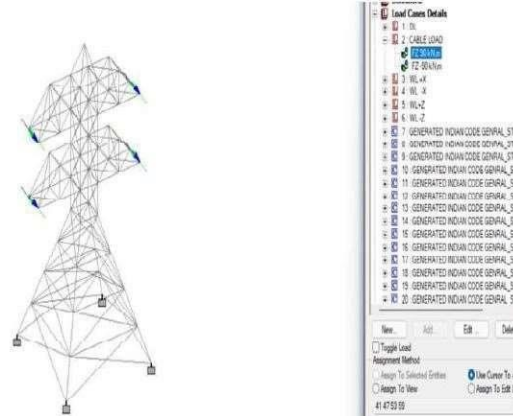 Load Cases Details
1 : DL
2 : CABLE LOAD
FZ 90 kN,m
FZ -90 kN,m
3 : WL +X
4 : WL -X
5 : WL+Z
6 : WL -Z
7 : GENERATED INDIAN CODE GENRAL_ST
8 : GENERATED INDIAN CODE GENRAL_ST
9 : GENERATED INDIAN CODE GENRAL_ST
10 : GENERATED INDIAN CODE GENRAL_S
11 : GENERATED INDIAN CODE GENRAL_S
12 : GENERATED INDIAN CODE GENRAL_S
13 : GENERATED INDIAN CODE GENRAL_S
14 : GENERATED INDIAN CODE GENRAL_S
15 : GENERATED INDIAN CODE GENRAL_S
16 : GENERATED INDIAN CODE GENRAL_S
17 : GENERATED INDIAN CODE GENRAL_S
18 : GENERATED INDIAN CODE GENRAL_S
19 : GENERATED INDIAN CODE GENRAL_S
20 : GENERATED INDIAN CODE GENRAL_S
New... Add... Edit... Dele
Toggle Load
Assignment Method
Assign To Selected Entities Use Cursor To
Assign To View Assign To Edit
41 47 53 59